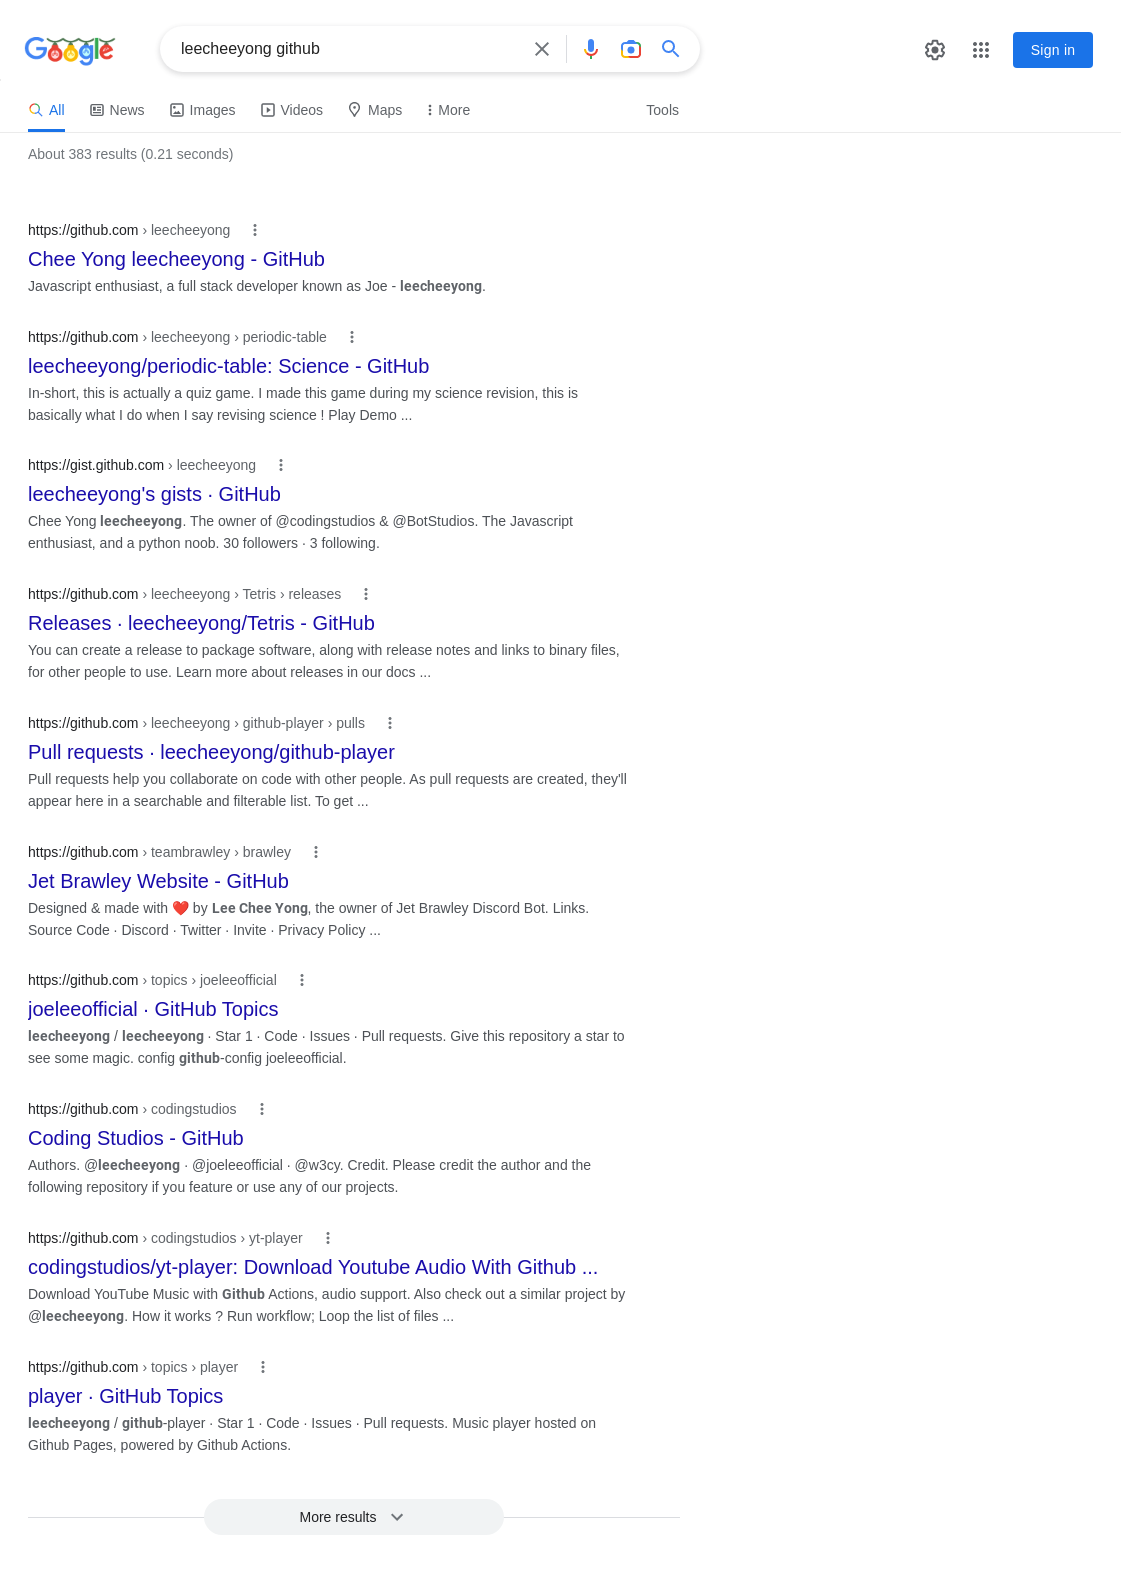 Google
leecheeyong github
Sign in
All News Images Videos Maps More Tools
About 383 results (0.21 seconds)
https://github.com › leecheeyong
Chee Yong leecheeyong - GitHub
Javascript enthusiast, a full stack developer known as Joe - leecheeyong.
https://github.com › leecheeyong › periodic-table
leecheeyong/periodic-table: Science - GitHub
In-short, this is actually a quiz game. I made this game during my science revision, this is
basically what I do when I say revising science ! Play Demo ...
https://gist.github.com › leecheeyong
leecheeyong's gists · GitHub
Chee Yong leecheeyong. The owner of @codingstudios & @BotStudios. The Javascript
enthusiast, and a python noob. 30 followers · 3 following.
https://github.com › leecheeyong › Tetris › releases
Releases · leecheeyong/Tetris - GitHub
You can create a release to package software, along with release notes and links to binary files,
for other people to use. Learn more about releases in our docs ...
https://github.com › leecheeyong › github-player › pulls
Pull requests · leecheeyong/github-player
Pull requests help you collaborate on code with other people. As pull requests are created, they'll
appear here in a searchable and filterable list. To get ...
https://github.com › teambrawley › brawley
Jet Brawley Website - GitHub
Designed & made with ❤️ by Lee Chee Yong, the owner of Jet Brawley Discord Bot. Links.
Source Code · Discord · Twitter · Invite · Privacy Policy ...
https://github.com › topics › joeleeofficial
joeleeofficial · GitHub Topics
leecheeyong / leecheeyong · Star 1 · Code · Issues · Pull requests. Give this repository a star to
see some magic. config github-config joeleeofficial.
https://github.com › codingstudios
Coding Studios - GitHub
Authors. @leecheeyong · @joeleeofficial · @w3cy. Credit. Please credit the author and the
following repository if you feature or use any of our projects.
https://github.com › codingstudios › yt-player
codingstudios/yt-player: Download Youtube Audio With Github ...
Download YouTube Music with Github Actions, audio support. Also check out a similar project by
@leecheeyong. How it works ? Run workflow; Loop the list of files ...
https://github.com › topics › player
player · GitHub Topics
leecheeyong / github-player · Star 1 · Code · Issues · Pull requests. Music player hosted on
Github Pages, powered by Github Actions.
More results